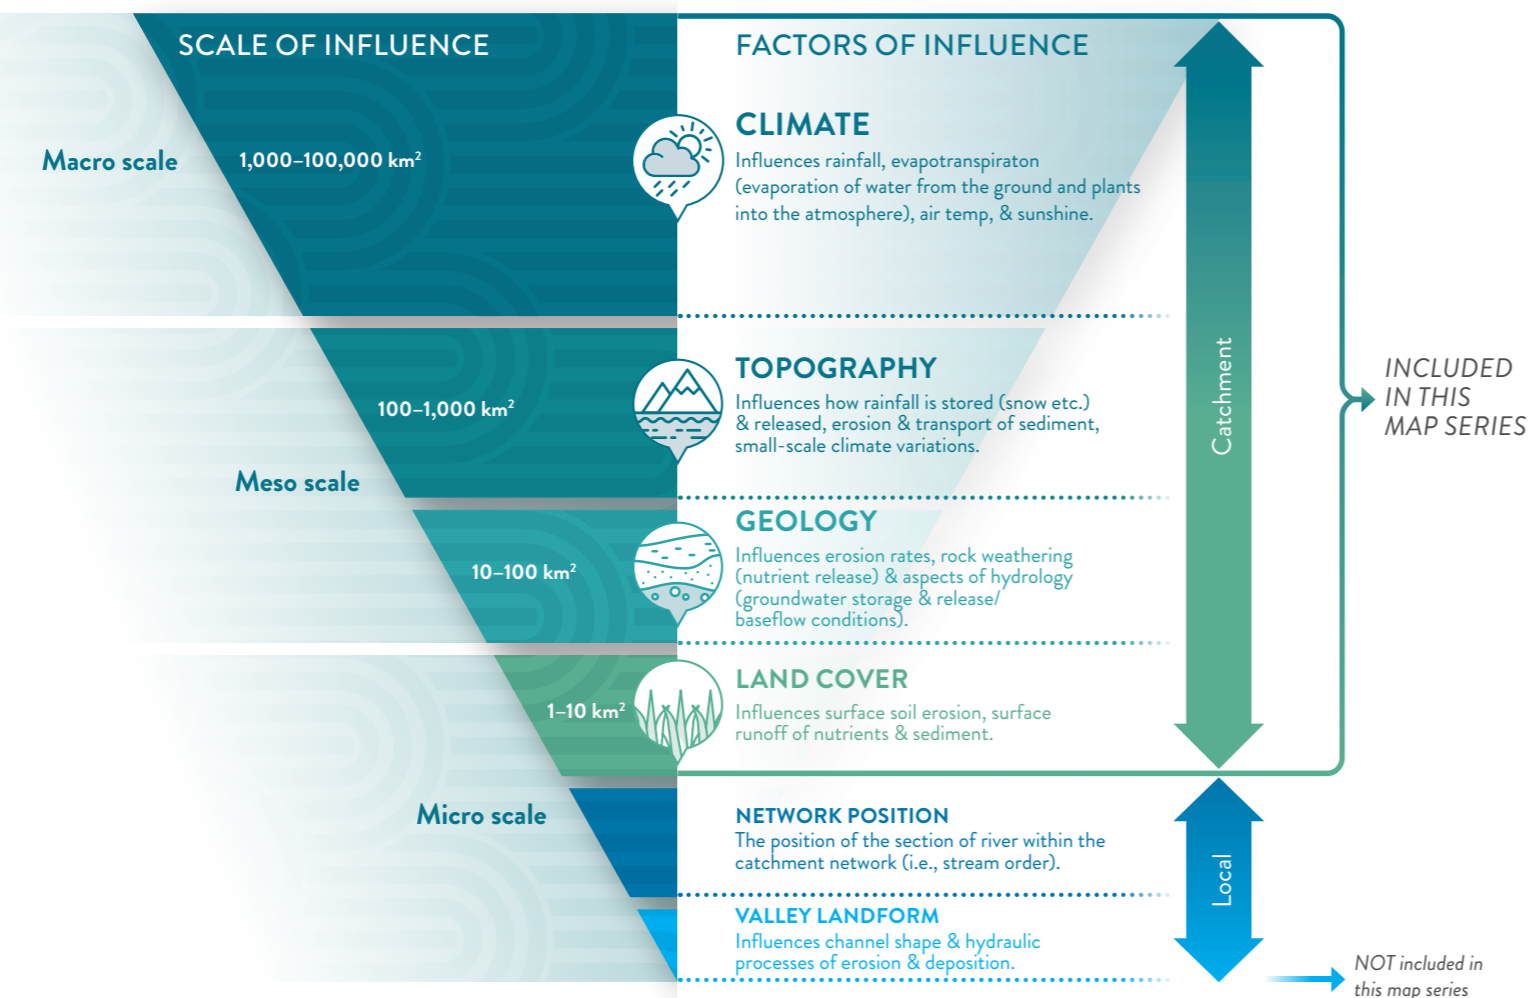 SCALE OF INFLUENCE
FACTORS OF INFLUENCE
Macro scale
1,000–100,000 km²
CLIMATE
Influences rainfall, evapotranspiraton
(evaporation of water from the ground and plants
into the atmosphere), air temp, & sunshine.
Meso scale
100–1,000 km²
TOPOGRAPHY
Influences how rainfall is stored (snow etc.)
& released, erosion & transport of sediment,
small-scale climate variations.
10–100 km²
GEOLOGY
Influences erosion rates, rock weathering
(nutrient release) & aspects of hydrology
(groundwater storage & release/
baseflow conditions).
Micro scale
1–10 km²
LAND COVER
Influences surface soil erosion, surface
runoff of nutrients & sediment.
NETWORK POSITION
The position of the section of river within the
catchment network (i.e., stream order).
VALLEY LANDFORM
Influences channel shape & hydraulic
processes of erosion & deposition.
Catchment
Local
INCLUDED
IN THIS
MAP SERIES
NOT included in
this map series